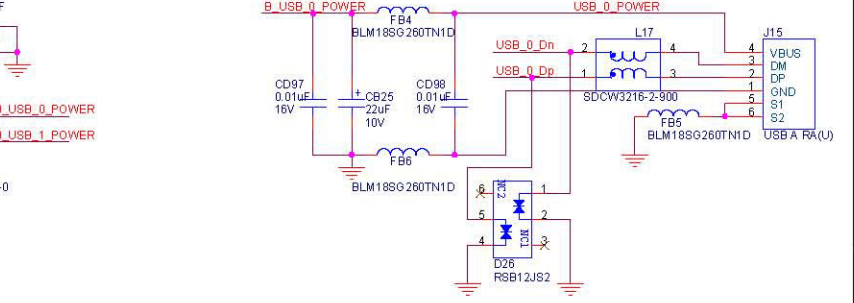 B_USB_0_POWER
USB_0_POWER
FB4
BLM18SG260TN1D
L17
J15
USB_0_Dn
2
4
4
VBUS
3
DM
USB_0_Dp
1
3
2
DP
1
GND
CD97
0.01uF
16V
CB25
22uF
10V
CD98
0.01uF
16V
SDCW3216-2-900
5
S1
6
S2
_USB_0_POWER
FB5
BLM18SG260TN1D
USB A RA(U)
_USB_1_POWER
FB6
BLM18SG260TN1D
-0
6
NC2
1
5
2
4
NC1
3
D26
RSB12JS2